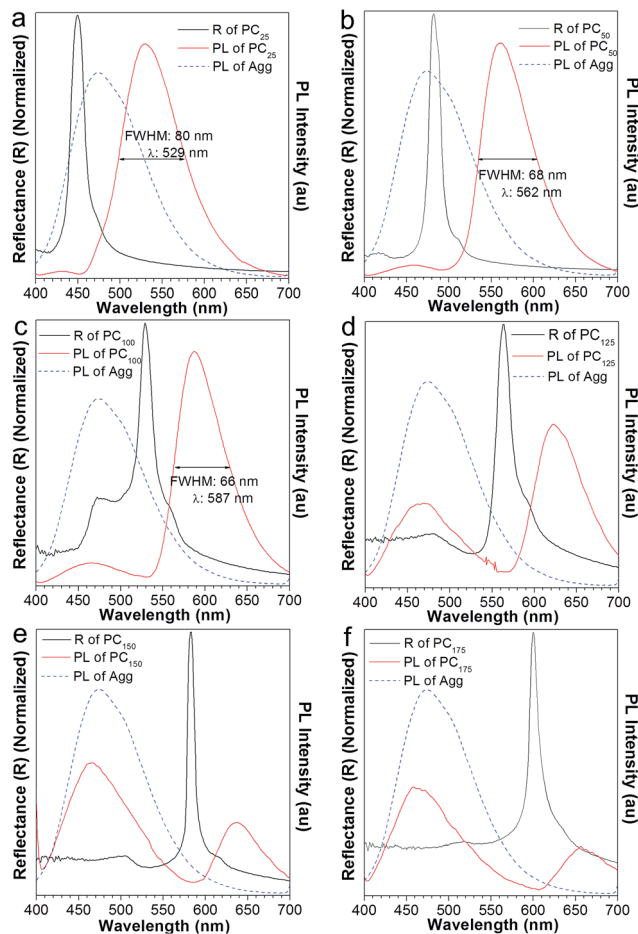 a
R of PC25
PL of PC25
PL of Agg
FWHM: 80 nm
λ: 529 nm
Reflectance (R) (Normalized)
PL Intensity (au)
400 450 500 550 600 650 700
Wavelength (nm)
b
R of PC50
PL of PC50
PL of Agg
FWHM: 68 nm
λ: 562 nm
Reflectance (R) (Normalized)
PL Intensity (au)
400 450 500 550 600 650 700
Wavelength (nm)
c
R of PC100
PL of PC100
PL of Agg
FWHM: 66 nm
λ: 587 nm
Reflectance (R) (Normalized)
PL Intensity (au)
400 450 500 550 600 650 700
Wavelength (nm)
d
R of PC125
PL of PC125
PL of Agg
Reflectance (R) (Normalized)
PL Intensity (au)
400 450 500 550 600 650 700
Wavelength (nm)
e
R of PC150
PL of PC150
PL of Agg
Reflectance (R) (Normalized)
PL Intensity (au)
400 450 500 550 600 650 700
Wavelength (nm)
f
R of PC175
PL of PC175
PL of Agg
Reflectance (R) (Normalized)
PL Intensity (au)
400 450 500 550 600 650 700
Wavelength (nm)